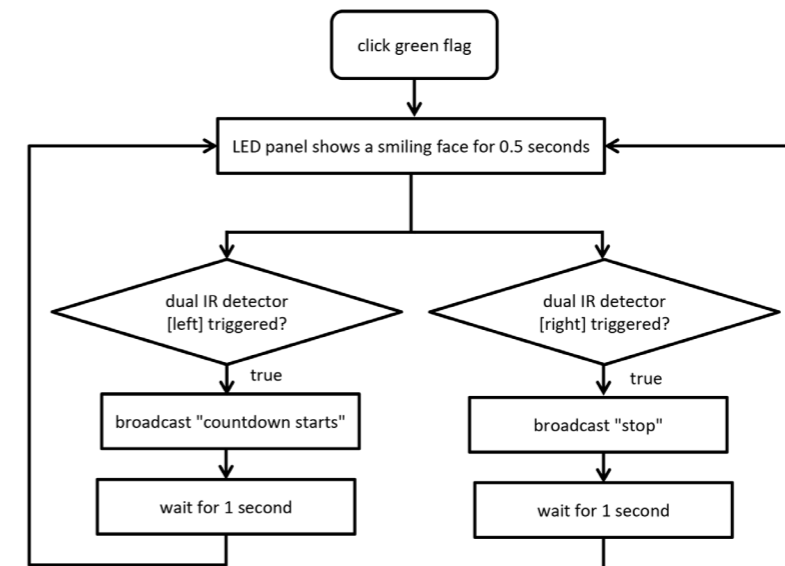 click green flag
LED panel shows a smiling face for 0.5 seconds
dual IR detector
[left] triggered?
dual IR detector
[right] triggered?
true
true
broadcast "countdown starts"
broadcast "stop"
wait for 1 second
wait for 1 second